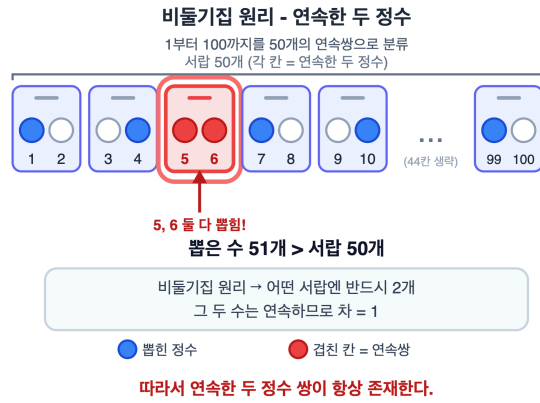 비둘기집 원리 - 연속한 두 정수
1부터 100까지를 50개의 연속쌍으로 분류
서랍 50개 (각 칸 = 연속한 두 정수)
1 2 3 4 5 6 7 8 9 10 ... 99 100
(44칸 생략)
5, 6 둘 다 뽑힘!
뽑은 수 51개 > 서랍 50개
비둘기집 원리 → 어떤 서랍엔 반드시 2개
그 두 수는 연속하므로 차 = 1
뽑힌 정수 겹친 칸 = 연속쌍
따라서 연속한 두 정수 쌍이 항상 존재한다.